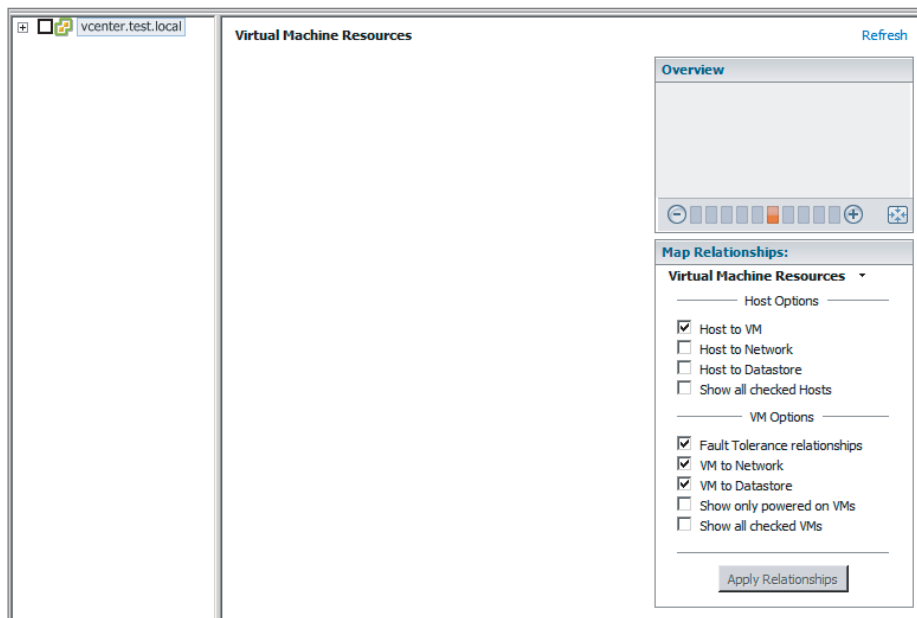 vcenter.test.local
Virtual Machine Resources
Refresh
Overview
Map Relationships:
Virtual Machine Resources
Host Options
Host to VM
Host to Network
Host to Datastore
Show all checked Hosts
VM Options
Fault Tolerance relationships
VM to Network
VM to Datastore
Show only powered on VMs
Show all checked VMs
Apply Relationships